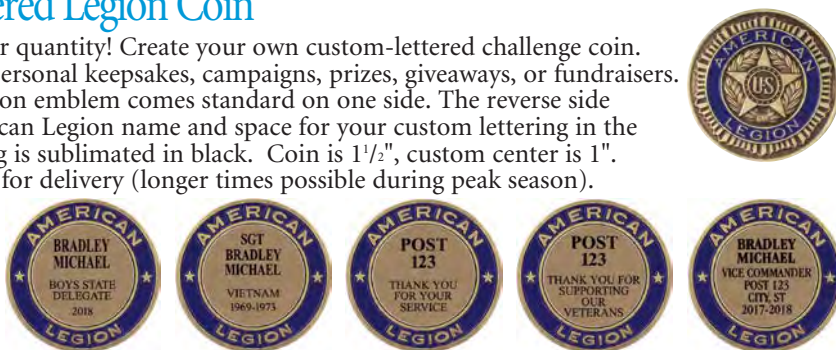 ered Legion Coin
r quantity! Create your own custom-lettered challenge coin.
ersonal keepsakes, campaigns, prizes, giveaways, or fundraisers.
on emblem comes standard on one side. The reverse side
can Legion name and space for your custom lettering in the
g is sublimated in black. Coin is 1 1/2", custom center is 1".
for delivery (longer times possible during peak season).
AMERICAN
US
LEGION
AMERICAN
BRADLEY
MICHAEL
BOYS STATE
DELEGATE
2018
LEGION
AMERICAN
SGT
BRADLEY
MICHAEL
VIETNAM
1969-1973
LEGION
AMERICAN
POST
123
THANK YOU
FOR YOUR
SERVICE
LEGION
AMERICAN
POST
123
THANK YOU FOR
SUPPORTING
OUR
VETERANS
LEGION
AMERICAN
BRADLEY
MICHAEL
VICE COMMANDER
POST 123
CITY, ST
2017-2018
LEGION